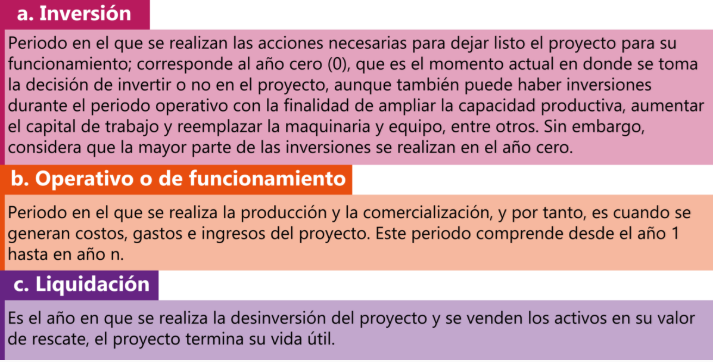 a. Inversión
Periodo en el que se realizan las acciones necesarias para dejar listo el proyecto para su
funcionamiento; corresponde al año cero (0), que es el momento actual en donde se toma
la decisión de invertir o no en el proyecto, aunque también puede haber inversiones
durante el periodo operativo con la finalidad de ampliar la capacidad productiva, aumentar
el capital de trabajo y reemplazar la maquinaria y equipo, entre otros. Sin embargo,
considera que la mayor parte de las inversiones se realizan en el año cero.
b. Operativo o de funcionamiento
Periodo en el que se realiza la producción y la comercialización, y por tanto, es cuando se
generan costos, gastos e ingresos del proyecto. Este periodo comprende desde el año 1
hasta en año n.
c. Liquidación
Es el año en que se realiza la desinversión del proyecto y se venden los activos en su valor
de rescate, el proyecto termina su vida útil.